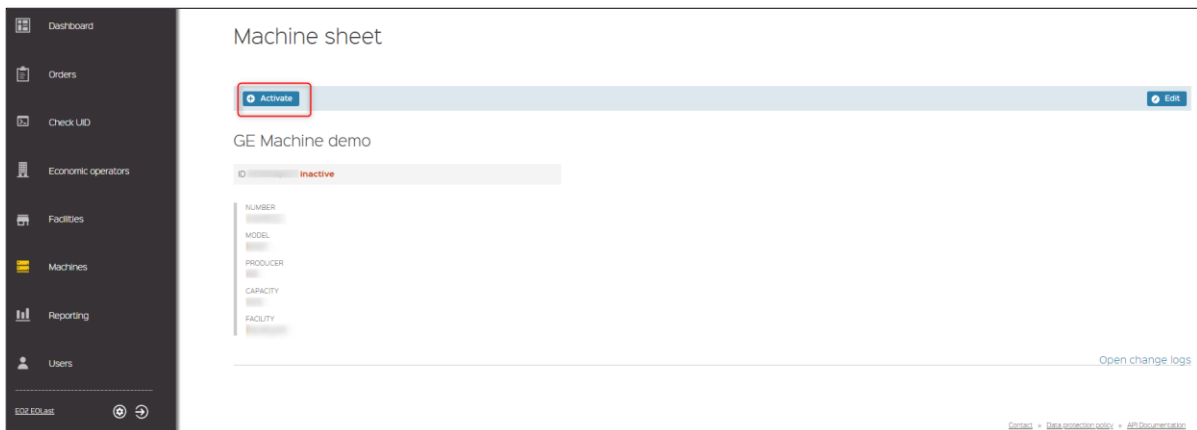 Dashboard
Orders
Check UID
Economic operators
Facilities
Machines
Reporting
Users
EO2 EOLast
Machine sheet
Activate
Edit
GE Machine demo
ID inactive
NUMBER
MODEL
PRODUCER
CAPACITY
FACILITY
Open change logs
Contact » Data protection policy » API Documentation